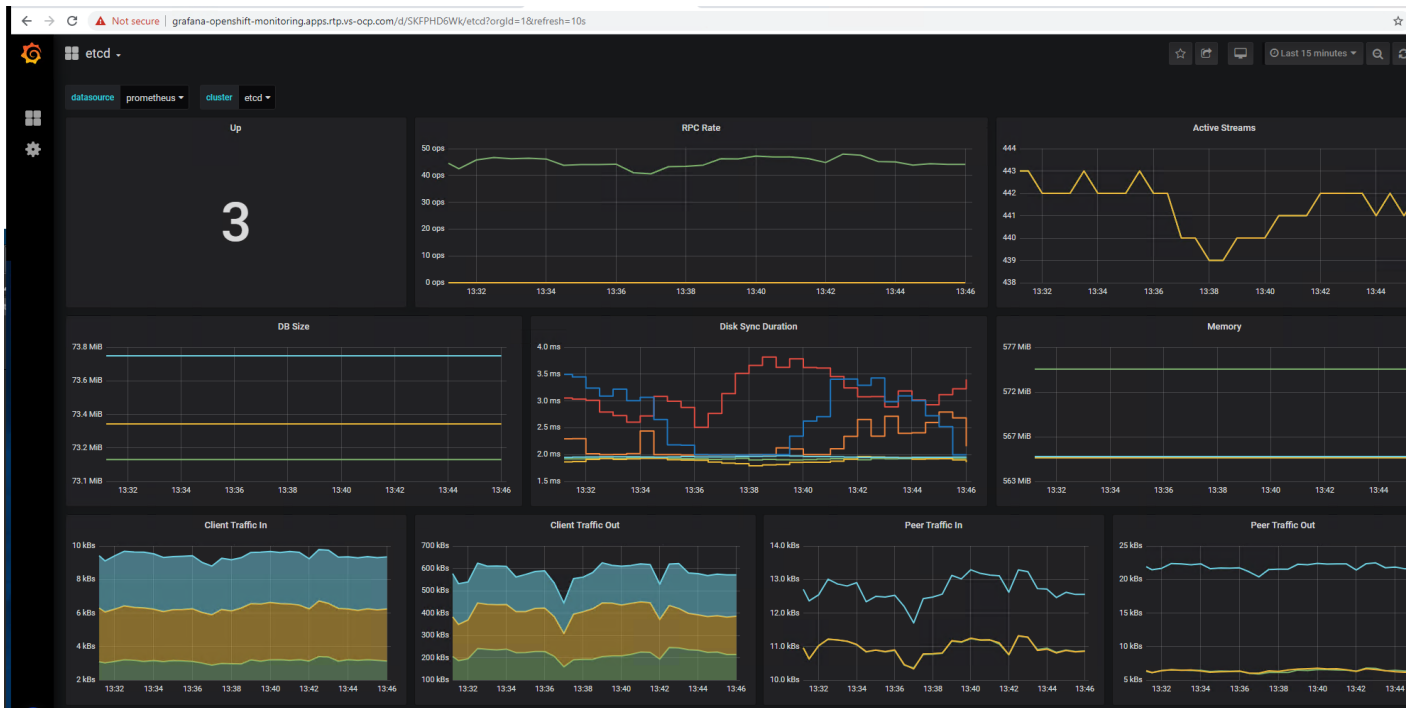 Not secure | grafana-openshift-monitoring.apps.rtp.vs-ocp.com/d/SKFPHD6Wk/etcd?orgId=1&refresh=10s
etcd
Last 15 minutes
datasource prometheus cluster etcd
Up
3
RPC Rate
50 ops
40 ops
30 ops
20 ops
10 ops
0 ops
13:32 13:34 13:36 13:38 13:40 13:42 13:44 13:46
Active Streams
444
443
442
441
440
439
438
13:32 13:34 13:36 13:38 13:40 13:42 13:44
DB Size
73.8 MiB
73.6 MiB
73.4 MiB
73.2 MiB
73.1 MiB
13:32 13:34 13:36 13:38 13:40 13:42 13:44 13:46
Disk Sync Duration
4.0 ms
3.5 ms
3.0 ms
2.5 ms
2.0 ms
1.5 ms
13:32 13:34 13:36 13:38 13:40 13:42 13:44 13:46
Memory
577 MiB
572 MiB
567 MiB
563 MiB
13:32 13:34 13:36 13:38 13:40 13:42 13:44
Client Traffic In
10 kBs
8 kBs
6 kBs
4 kBs
2 kBs
13:32 13:34 13:36 13:38 13:40 13:42 13:44 13:46
Client Traffic Out
700 kBs
600 kBs
500 kBs
400 kBs
300 kBs
200 kBs
100 kBs
13:32 13:34 13:36 13:38 13:40 13:42 13:44 13:46
Peer Traffic In
14.0 kBs
13.0 kBs
12.0 kBs
11.0 kBs
10.0 kBs
13:32 13:34 13:36 13:38 13:40 13:42 13:44 13:46
Peer Traffic Out
25 kBs
20 kBs
15 kBs
10 kBs
5 kBs
13:32 13:34 13:36 13:38 13:40 13:42 13:44